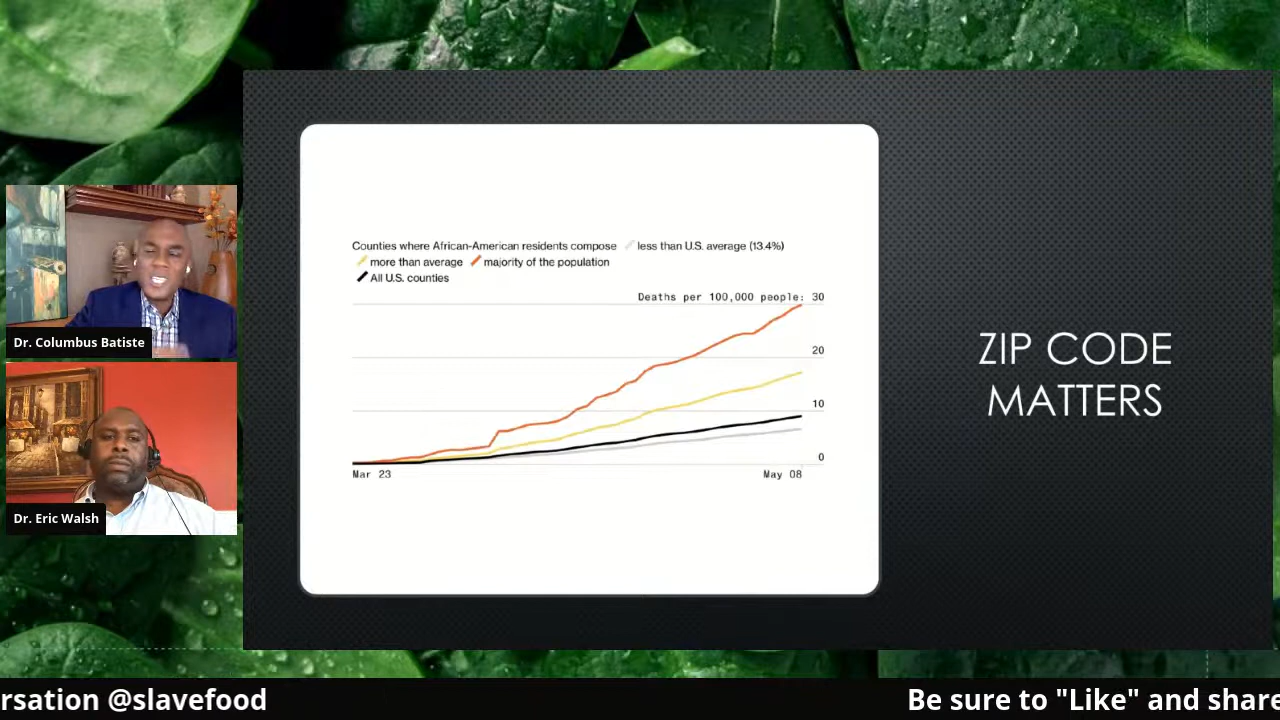 Counties where African-American residents compose less than U.S. average (13.4%)
more than average majority of the population
All U.S. counties
Deaths per 100,000 people: 30
20
10
0
Mar 23 May 08
ZIP CODE
MATTERS
Dr. Columbus Batiste
Dr. Eric Walsh
rsation @slavefood Be sure to "Like" and share